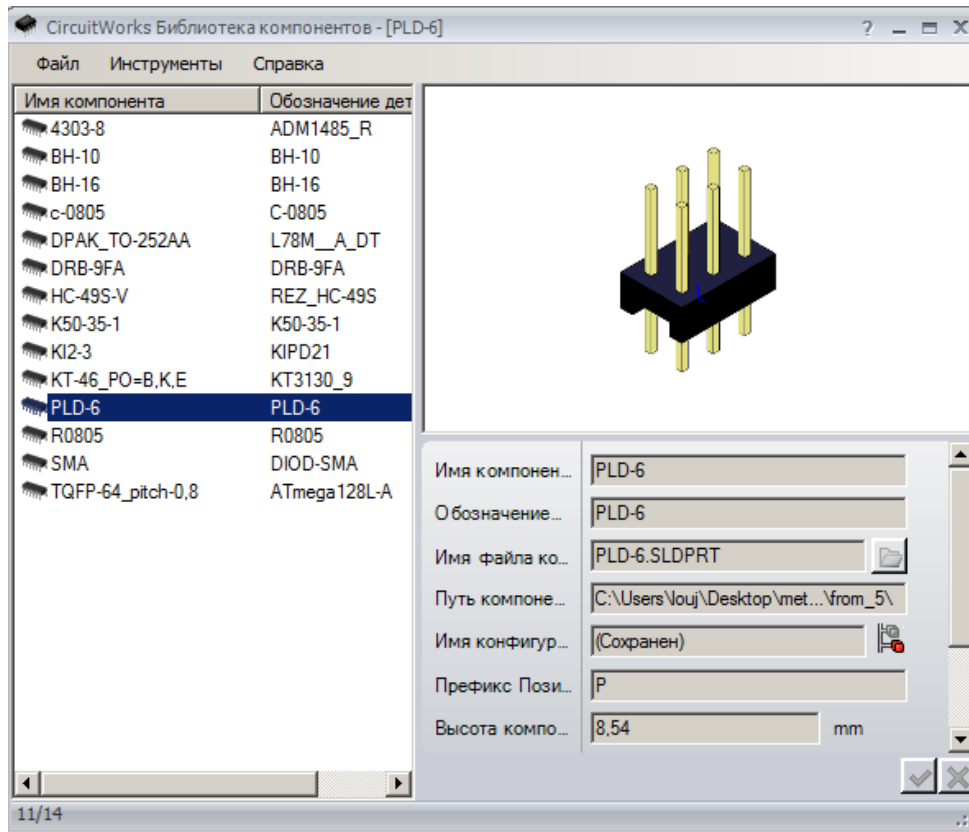 CircuitWorks Библиотека компонентов - [PLD-6]
Файл Инструменты Справка
Имя компонента Обозначение дет
4303-8 ADM1485_R
BH-10 BH-10
BH-16 BH-16
c-0805 C-0805
DPAK_TO-252AA L78M__A_DT
DRB-9FA DRB-9FA
HC-49S-V REZ_HC-49S
K50-35-1 K50-35-1
KI2-3 KIPD21
KT-46_PO=B,K,E KT3130_9
PLD-6 PLD-6
R0805 R0805
SMA DIOD-SMA
TQFP-64_pitch-0,8 ATmega128L-A
Имя компонен... PLD-6
Обозначение... PLD-6
Имя файла ко... PLD-6.SLDPRT
Путь компоне... C:\Users\louj\Desktop\met...\from_5\
Имя конфигур... (Сохранен)
Префикс Пози... P
Высота компо... 8,54 mm
11/14